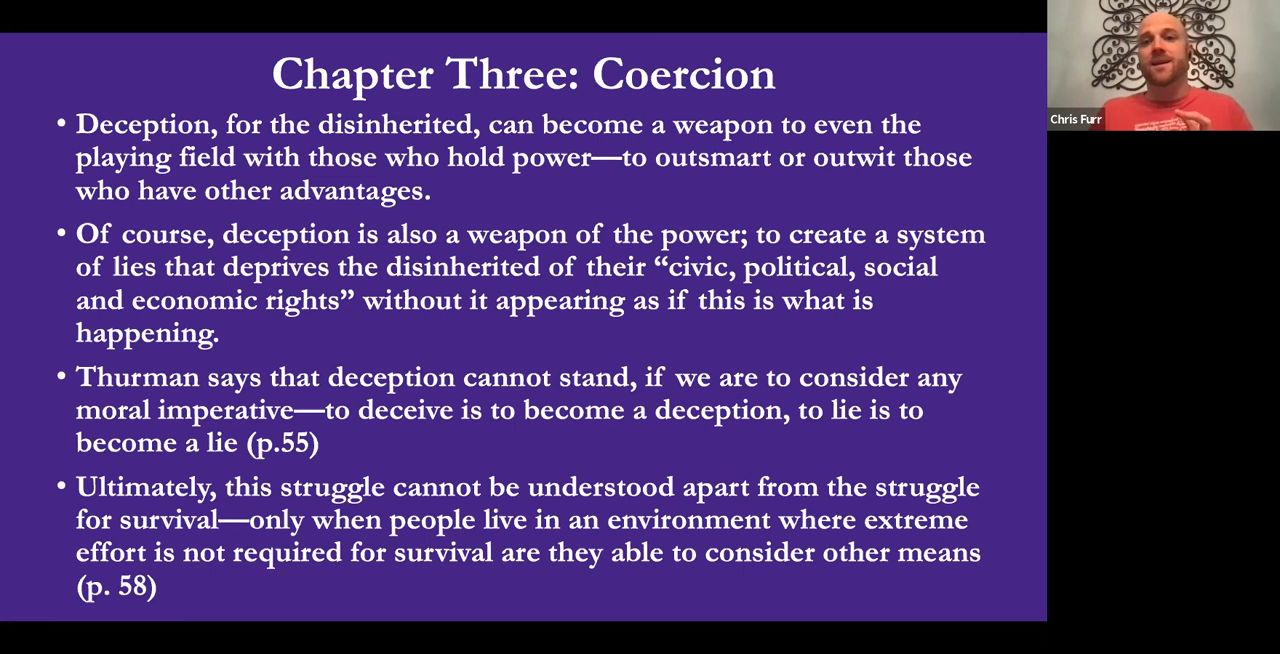 Chapter Three: Coercion
• Deception, for the disinherited, can become a weapon to even the
playing field with those who hold power—to outsmart or outwit those
who have other advantages.
• Of course, deception is also a weapon of the power; to create a system
of lies that deprives the disinherited of their “civic, political, social
and economic rights” without it appearing as if this is what is
happening.
• Thurman says that deception cannot stand, if we are to consider any
moral imperative—to deceive is to become a deception, to lie is to
become a lie (p.55)
• Ultimately, this struggle cannot be understood apart from the struggle
for survival—only when people live in an environment where extreme
effort is not required for survival are they able to consider other means
(p. 58)
Chris Furr